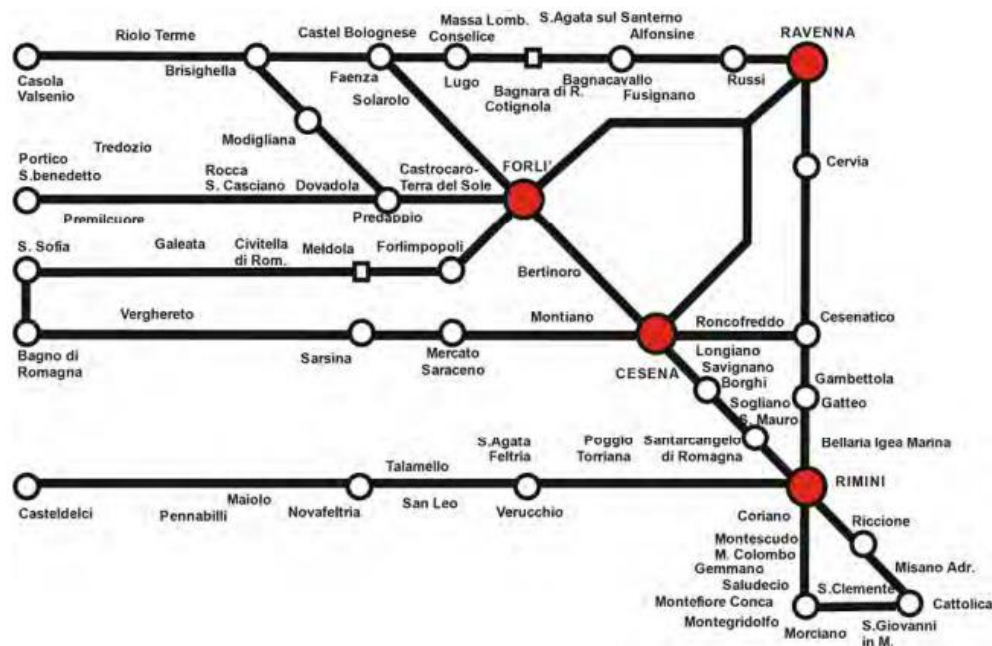 Massa Lomb.
S.Agata sul Santerno
Riolo Terme
Castel Bolognese
Conselice
Alfonsine
RAVENNA
Casola
Valsenio
Brisighella
Faenza
Solarolo
Lugo
Bagnara di R.
Cotignola
Bagnacavallo
Fusignano
Russi
Modigliana
Cervia
Tredozio
Portico
S.benedetto
Rocca
S. Casciano
Dovadola
Castrocaro-
Terra del Sole
FORLI'
Premilcuore
Predappio
S. Sofia
Galeata
Civitella
di Rom.
Meldola
Forlimpopoli
Bertinoro
Verghereto
Montiano
Roncofreddo
Cesenatico
Bagno di
Romagna
Sarsina
Mercato
Saraceno
CESENA
Longiano
Savignano
Borghi
Gambettola
Gatteo
Sogliano
S. Mauro
S.Agata
Feltria
Poggio
Torriana
Santarcangelo
di Romagna
Bellaria Igea Marina
Talamello
RIMINI
Casteldelci
Maiolo
Pennabilli
Novafeltria
San Leo
Verucchio
Coriano
Riccione
Montescudo
M. Colombo
Gemmano
Misano Adr.
Saludecio
S.Clemente
Montefiore Conca
Cattolica
Montegridolfo
Morciano
S.Giovanni
in M.